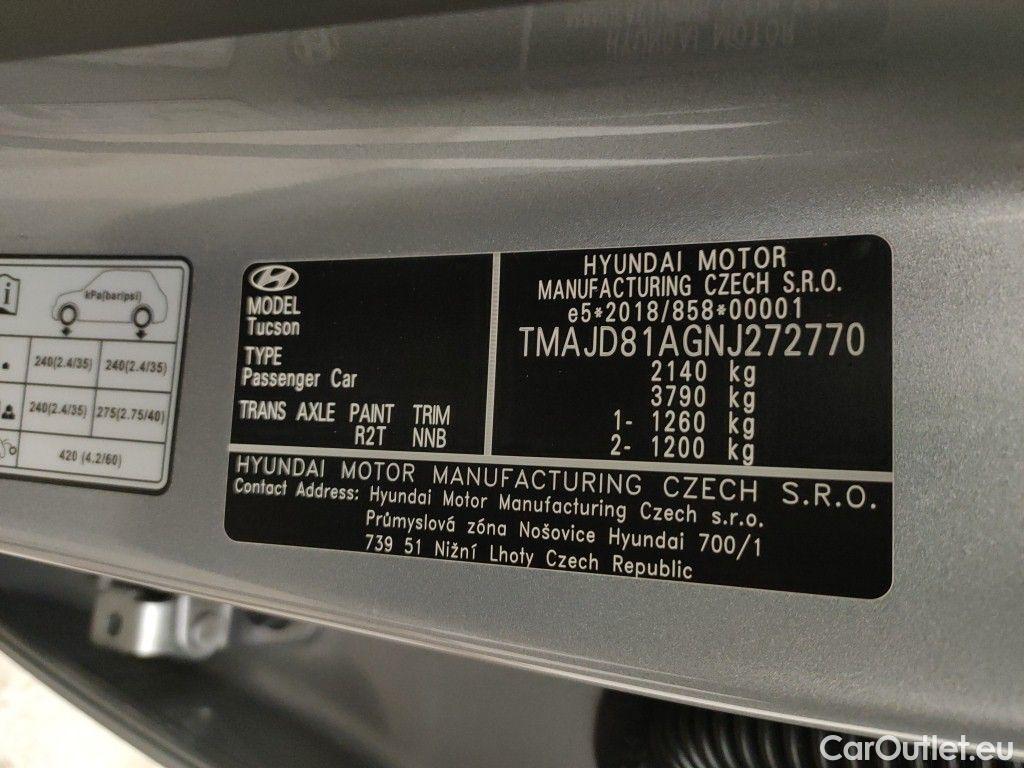 kPa(bar/psi)
240(2.4/35) 240(2.4/35)
240(2.4/35) 275(2.75/40)
420 (4.2/60)
MODEL
Tucson
TYPE
Passenger Car
TRANS AXLE PAINT TRIM
R2T NNB
HYUNDAI MOTOR
MANUFACTURING CZECH S.R.O.
e5*2018/858*00001
TMAJD81AGNJ272770
2140 kg
3790 kg
1- 1260 kg
2- 1200 kg
HYUNDAI MOTOR MANUFACTURING CZECH S.R.O.
Contact Address: Hyundai Motor Manufacturing Czech s.r.o.
Průmyslová zóna Nošovice Hyundai 700/1
739 51 Nižní Lhoty Czech Republic
CarOutlet.eu